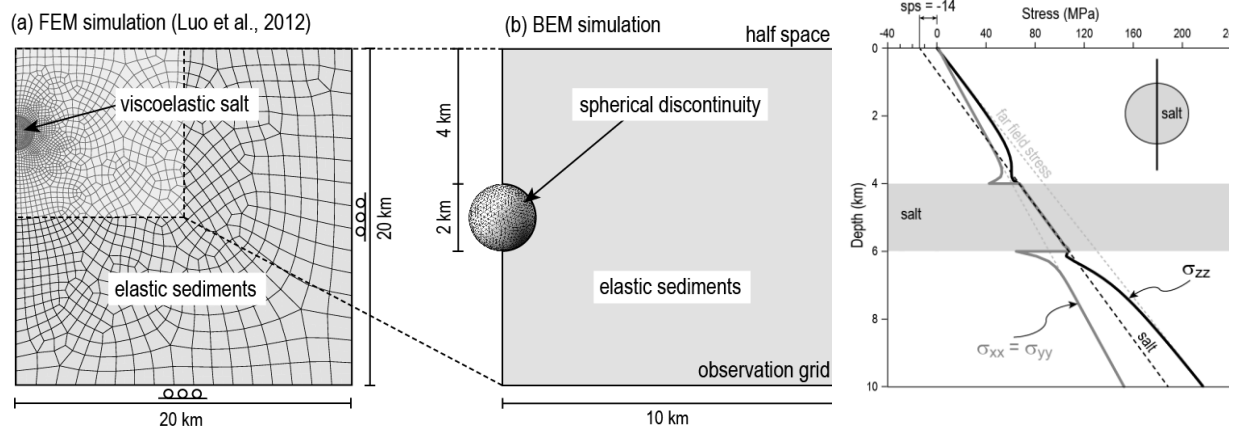 (a) FEM simulation (Luo et al., 2012)
viscoelastic salt
elastic sediments
20 km
20 km
(b) BEM simulation
half space
spherical discontinuity
4 km
2 km
elastic sediments
observation grid
10 km
sps = -14
Stress (MPa)
-40 0 40 80 120 160 200 2
0
2
4
6
8
10
Depth (km)
far field stress
salt
salt
σzz
σxx = σyy
salt